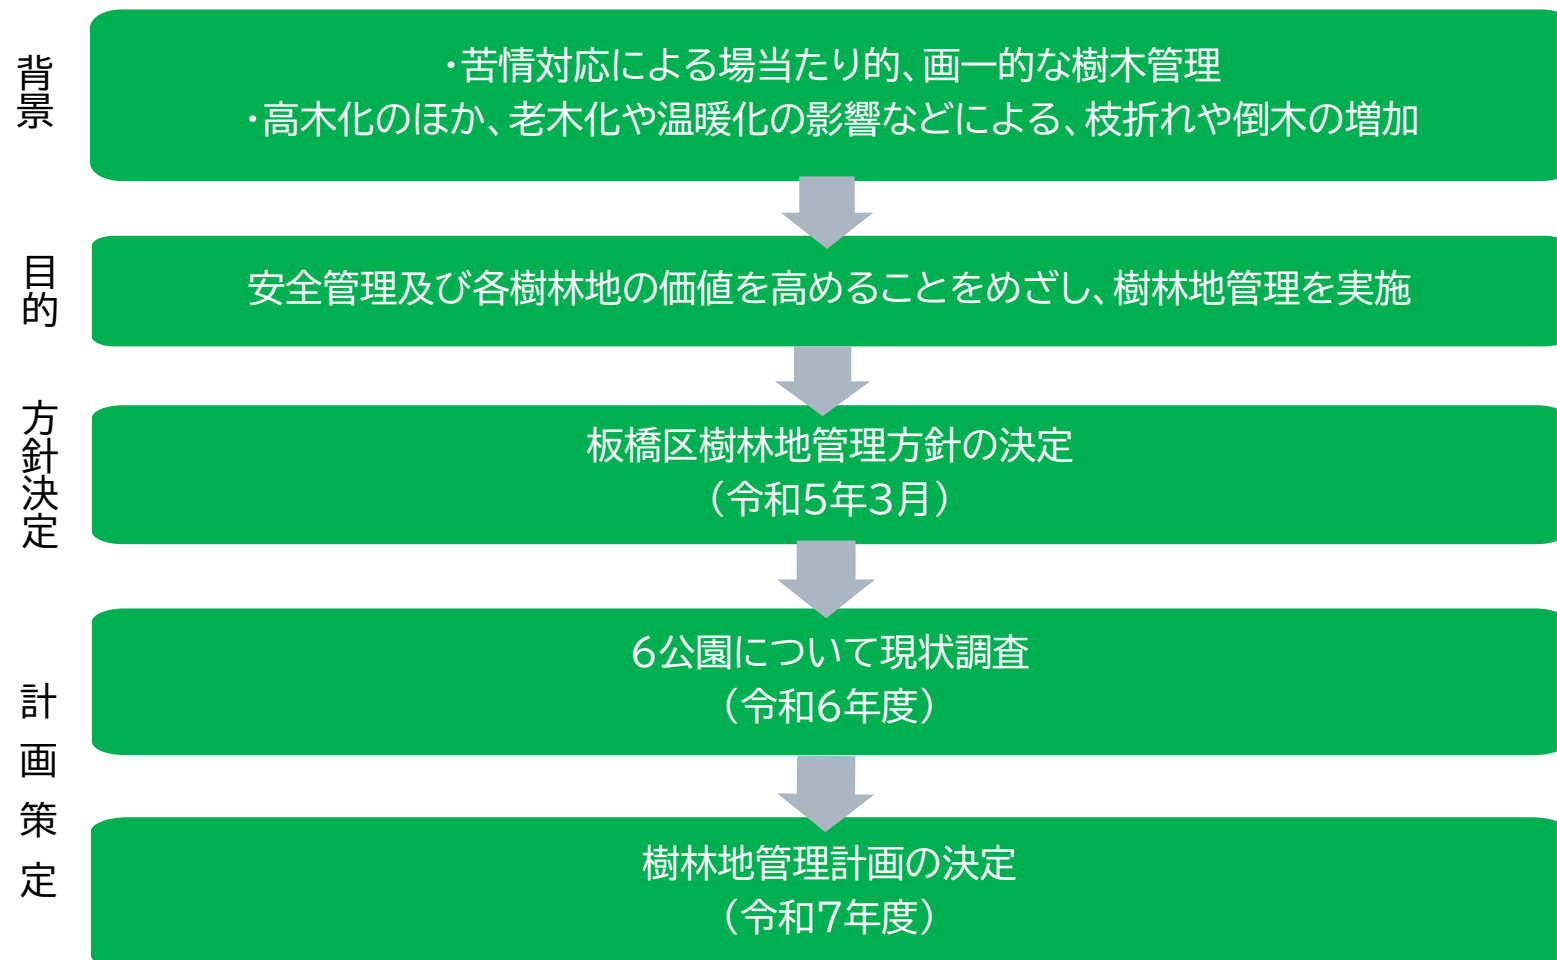 背景
・苦情対応による場当たり的、画一的な樹木管理
・高木化のほか、老木化や温暖化の影響などによる、枝折れや倒木の増加
目的
安全管理及び各樹林地の価値を高めることをめざし、樹林地管理を実施
方針決定
板橋区樹林地管理方針の決定
（令和5年3月）
計画策定
6公園について現状調査
（令和6年度）
樹林地管理計画の決定
（令和7年度）